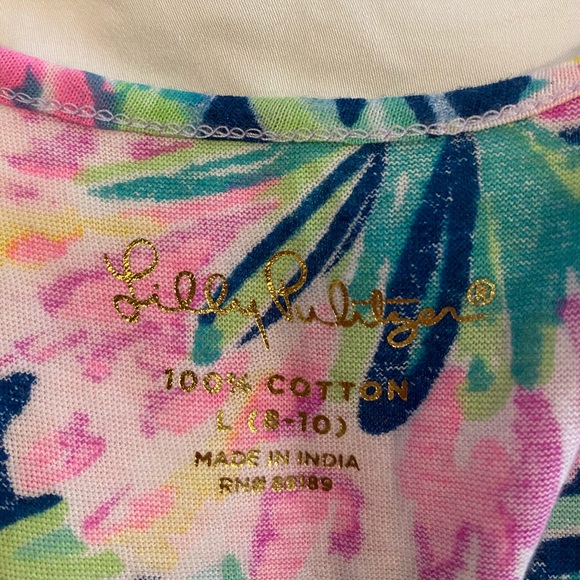 Lilly Pulitzer®
100% COTTON
L (8-10)
MADE IN INDIA
RN#